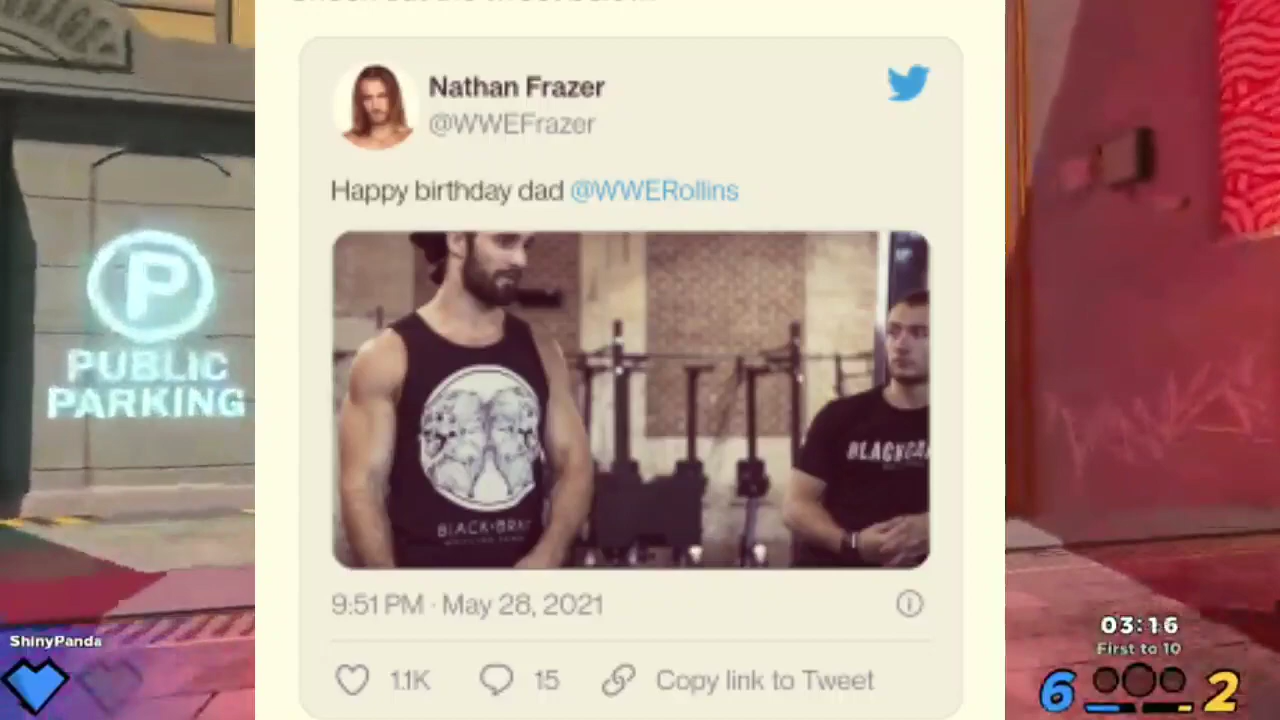 Nathan Frazer
@WWEFrazer
Happy birthday dad @WWERollins
P
PUBLIC
PARKING
BLACK
BLACK
9:51 PM · May 28, 2021
1.1K 15 Copy link to Tweet
ShinyPanda
03:16
First to 10
6 2